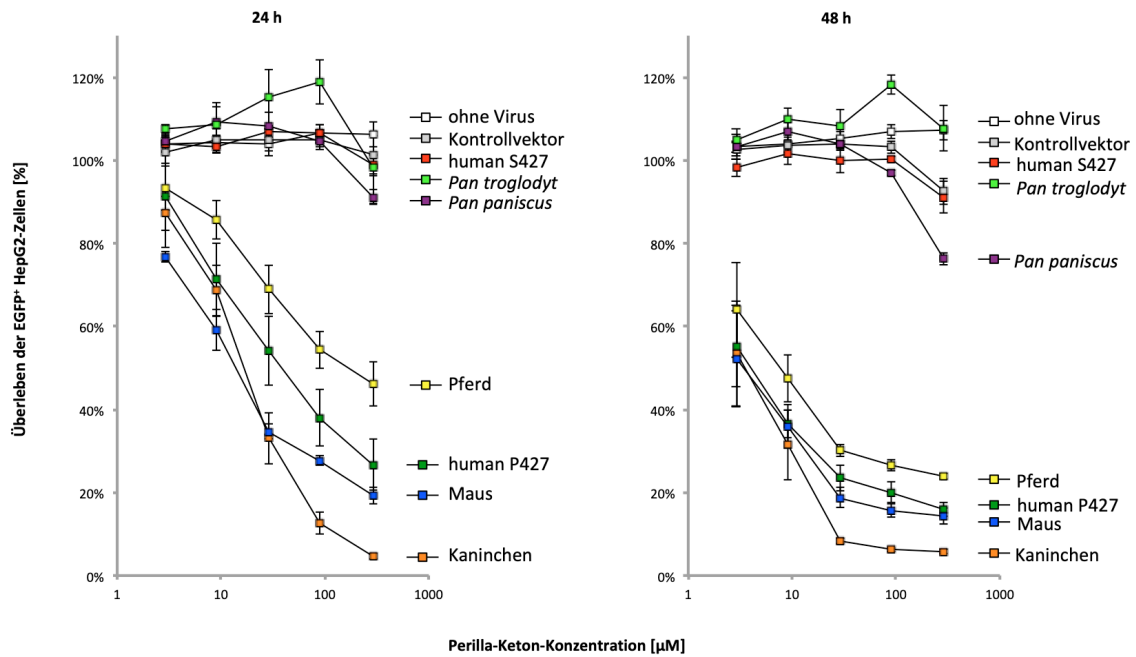 24 h
48 h
Überleben der EGFP⁺ HepG2-Zellen [%]
120%
100%
80%
60%
40%
20%
0%
1
10
100
1000
ohne Virus
Kontrollvektor
human S427
Pan troglodyt
Pan paniscus
Pferd
human P427
Maus
Kaninchen
120%
100%
80%
60%
40%
20%
0%
1
10
100
1000
ohne Virus
Kontrollvektor
human S427
Pan troglodyt
Pan paniscus
Pferd
human P427
Maus
Kaninchen
Perilla-Keton-Konzentration [µM]